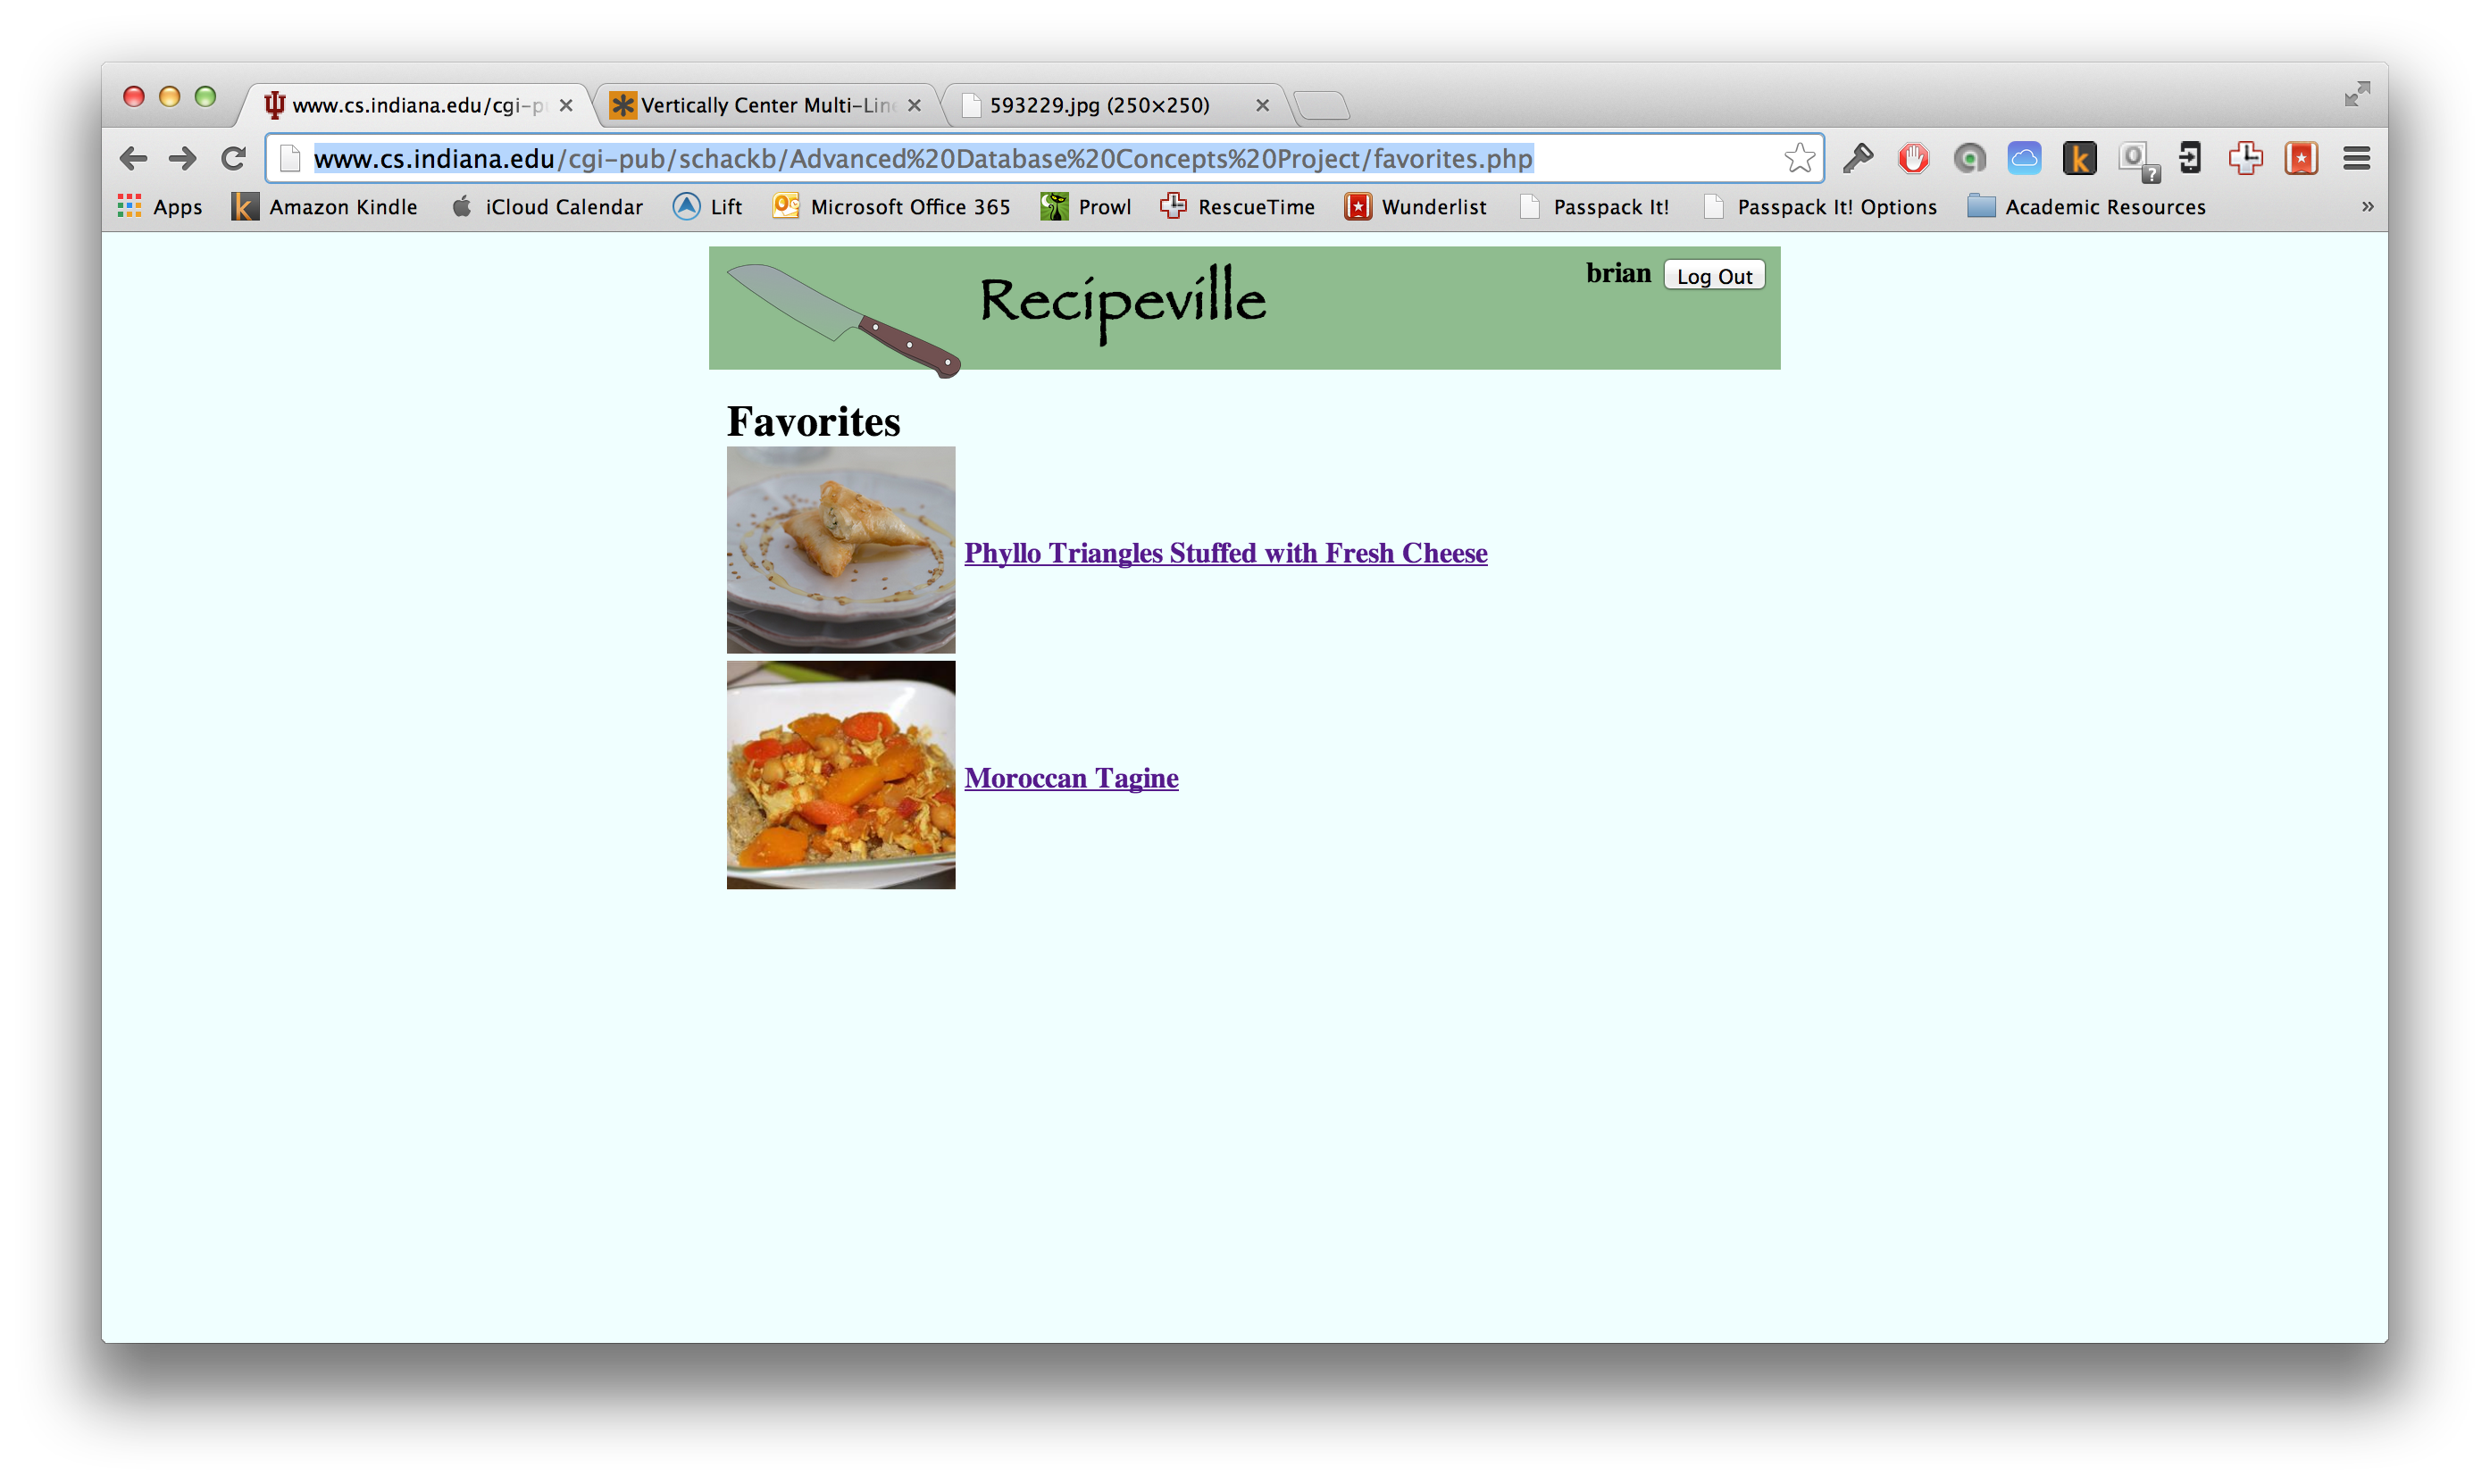 www.cs.indiana.edu/cgi-p
Vertically Center Multi-Lin
593229.jpg (250×250)
www.cs.indiana.edu/cgi-pub/schackb/Advanced%20Database%20Concepts%20Project/favorites.php
Apps Amazon Kindle iCloud Calendar Lift Microsoft Office 365 Prowl RescueTime Wunderlist Passpack It! Passpack It! Options Academic Resources »
Recipeville
brian Log Out
Favorites
Phyllo Triangles Stuffed with Fresh Cheese
Moroccan Tagine